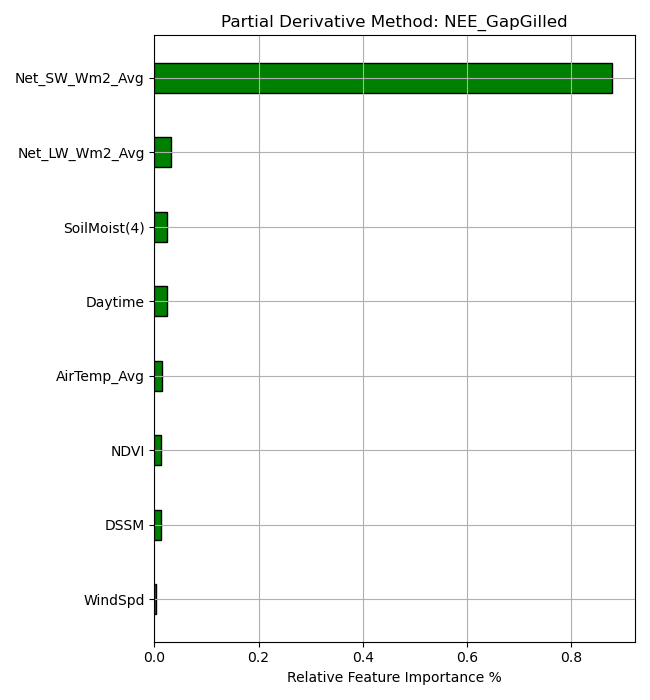 Partial Derivative Method: NEE_GapGilled
Net_SW_Wm2_Avg
Net_LW_Wm2_Avg
SoilMoist(4)
Daytime
AirTemp_Avg
NDVI
DSSM
WindSpd
0.0 0.2 0.4 0.6 0.8
Relative Feature Importance %